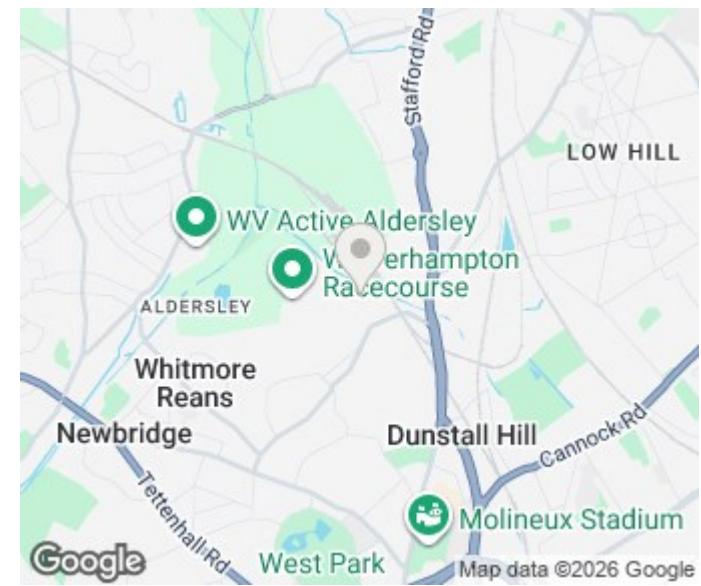 Stafford Rd
LOW HILL
WV Active Aldersley
Racecourse
ALDERSLEY
Whitmore
Reans
Newbridge
Dunstall Hill
Cannock Rd
Tettenhall Rd
Molineux Stadium
West Park
Google
Map data ©2026 Google